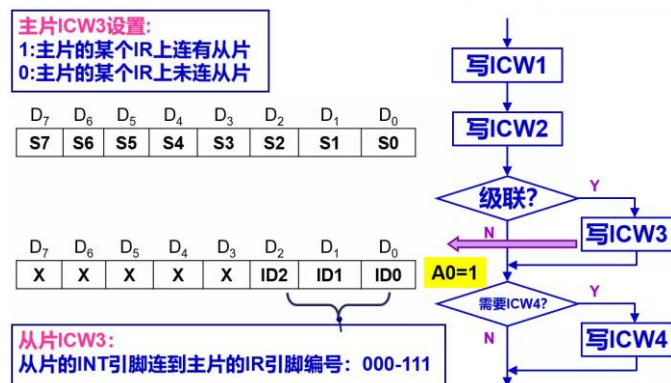 主片ICW3设置:
1:主片的某个IR上连有从片
0:主片的某个IR上未连从片
D7 D6 D5 D4 D3 D2 D1 D0
S7 S6 S5 S4 S3 S2 S1 S0
D7 D6 D5 D4 D3 D2 D1 D0
X X X X X ID2 ID1 ID0
从片ICW3:
从片的INT引脚连到主片的IR引脚编号: 000-111
写ICW1
写ICW2
级联?
Y
N
写ICW3
A0=1
需要ICW4?
Y
N
写ICW4